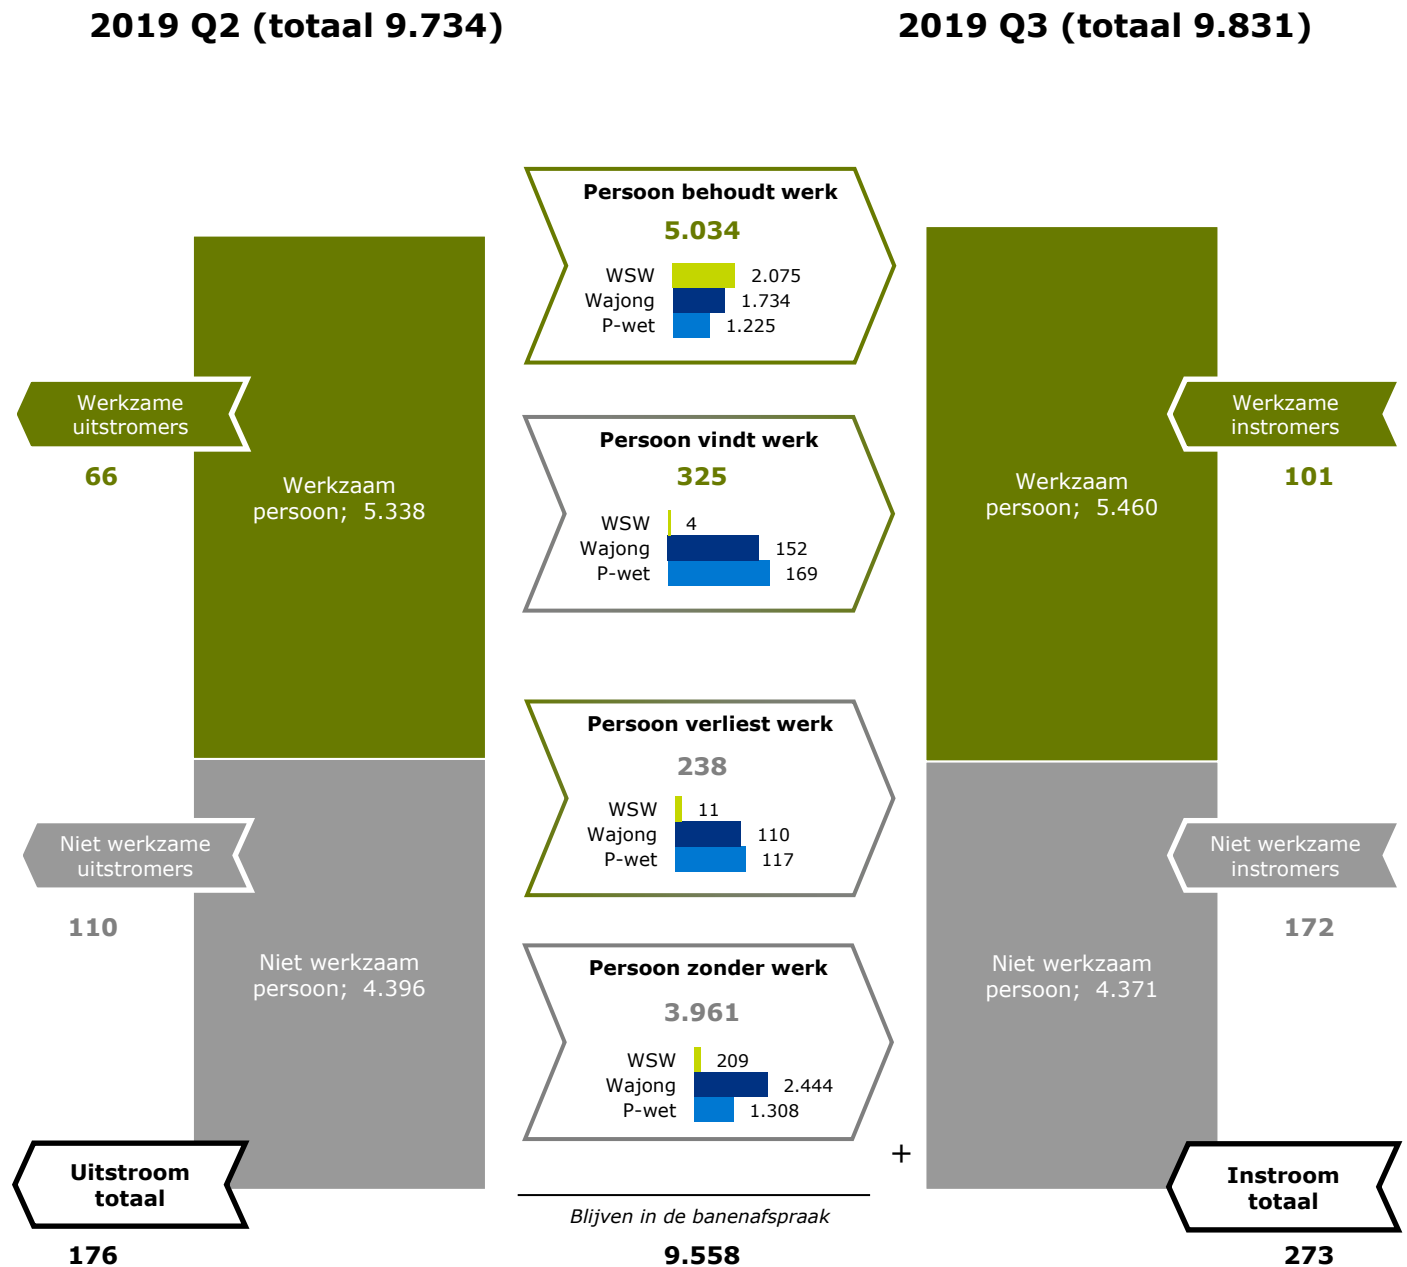 2019 Q2 (totaal 9.734)
2019 Q3 (totaal 9.831)
Persoon behoudt werk
5.034
WSW 2.075
Wajong 1.734
P-wet 1.225
Werkzame
uitstromers
66
Werkzaam
persoon; 5.338
Persoon vindt werk
325
WSW 4
Wajong 152
P-wet 169
Werkzaam
persoon; 5.460
Werkzame
instromers
101
Persoon verliest werk
238
WSW 11
Wajong 110
P-wet 117
Niet werkzame
uitstromers
110
Niet werkzaam
persoon; 4.396
Persoon zonder werk
3.961
WSW 209
Wajong 2.444
P-wet 1.308
Niet werkzaam
persoon; 4.371
Niet werkzame
instromers
172
+
Uitstroom
totaal
176
Blijven in de banenafspraak
9.558
Instroom
totaal
273